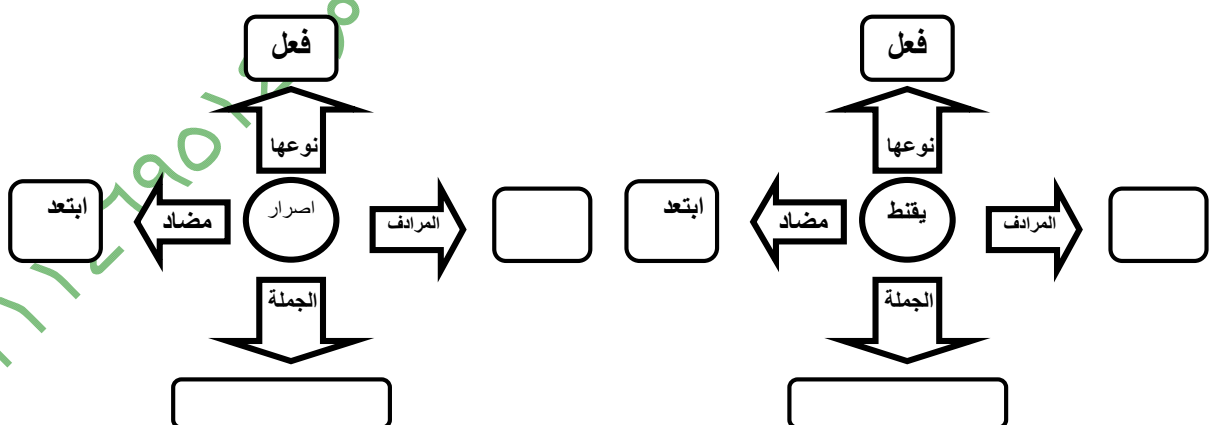 فعل
فعل
نوعها
نوعها
يقنط
المرادف
مضاد
ابتعد
اصرار
المرادف
مضاد
ابتعد
الجملة
الجملة